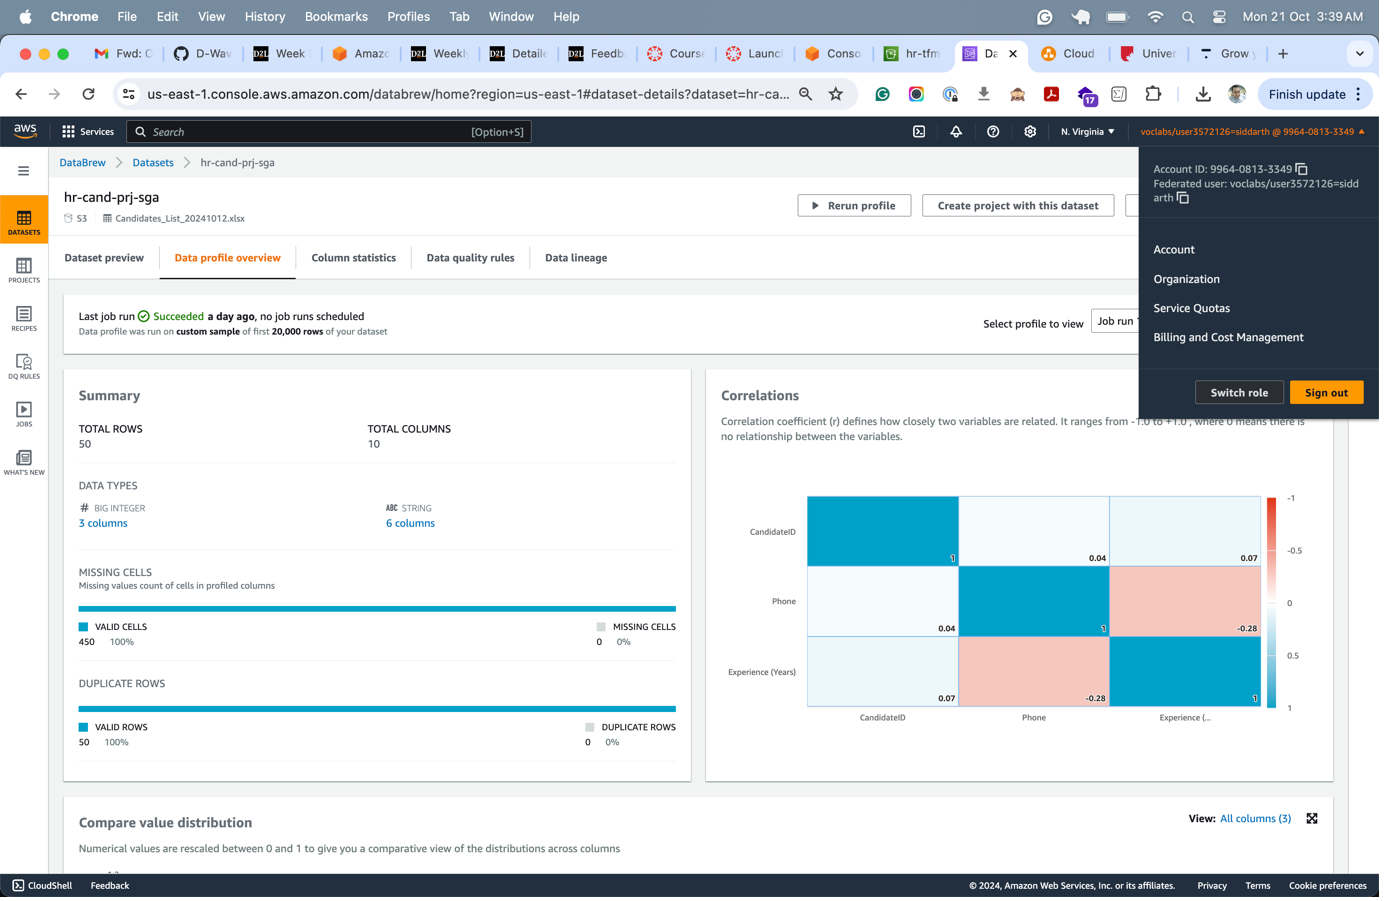 Chrome File Edit View History Bookmarks Profiles Tab Window Help Mon 21 Oct 3:39 AM
Fwd: C D-Wav Week Amazo Weekly Detaile Feedb Course Launch Conso hr-tfm Da Cloud Univer Grow y
us-east-1.console.aws.amazon.com/databrew/home?region=us-east-1#dataset-details?dataset=hr-ca... 17 Finish update
aws Services Search [Option+S] N. Virginia voclabs/user3572126=siddarth @ 9964-0813-3349
DataBrew Datasets hr-cand-prj-sga
Account ID: 9964-0813-3349
Federated user: voclabs/user3572126=sidd
arth
Account
Organization
Service Quotas
Billing and Cost Management
Switch role Sign out
DATASETS
PROJECTS
RECIPES
DQ RULES
JOBS
WHAT'S NEW
hr-cand-prj-sga
S3 Candidates_List_20241012.xlsx
Rerun profile Create project with this dataset
Dataset preview Data profile overview Column statistics Data quality rules Data lineage
Last job run Succeeded a day ago, no job runs scheduled
Data profile was run on custom sample of first 20,000 rows of your dataset
Select profile to view Job run
Summary
TOTAL ROWS TOTAL COLUMNS
50 10
DATA TYPES
# BIG INTEGER ABC STRING
3 columns 6 columns
MISSING CELLS
Missing values count of cells in profiled columns
VALID CELLS MISSING CELLS
450 100% 0 0%
DUPLICATE ROWS
VALID ROWS DUPLICATE ROWS
50 100% 0 0%
Correlations
Correlation coefficient (r) defines how closely two variables are related. It ranges from -1.0 to +1.0 , where 0 means there is
no relationship between the variables.
CandidateID 1 0.04 0.07
Phone 0.04 1 -0.28
Experience (Years) 0.07 -0.28 1
CandidateID Phone Experience (...
-1
-0.5
0
0.5
1
Compare value distribution
View: All columns (3)
Numerical values are rescaled between 0 and 1 to give you a comparative view of the distributions across columns
CloudShell Feedback © 2024, Amazon Web Services, Inc. or its affiliates. Privacy Terms Cookie preferences